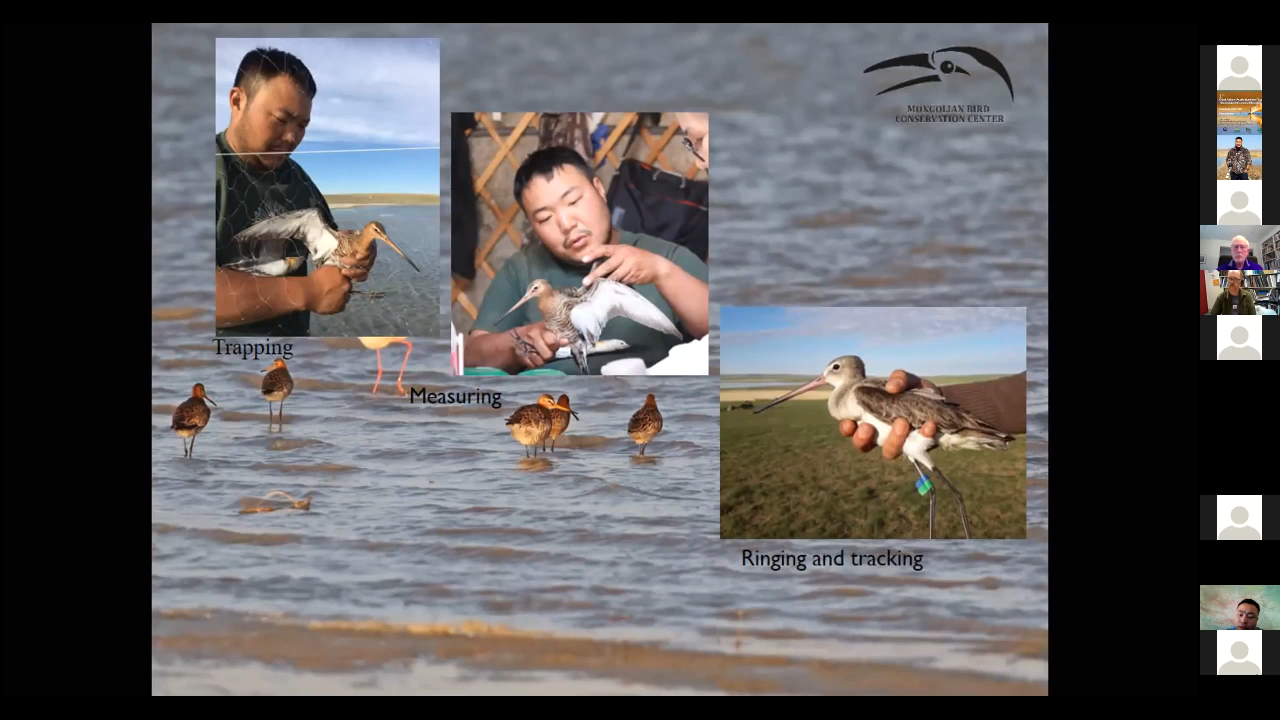 MONGOLIAN BIRD
CONSERVATION CENTER
Trapping
Measuring
Ringing and tracking